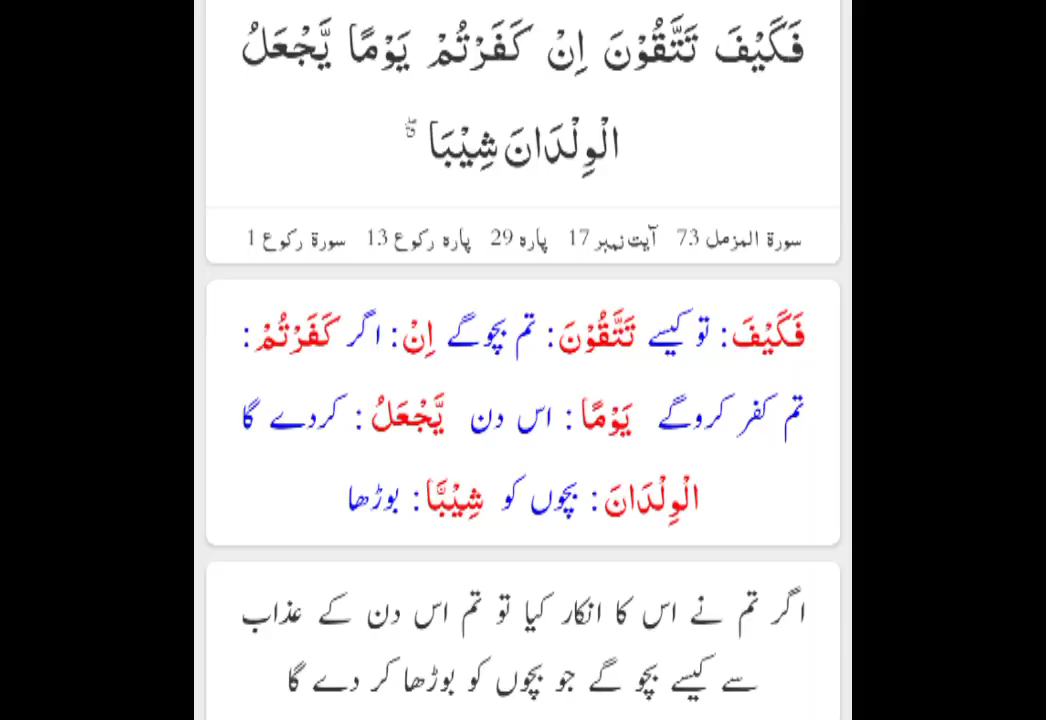 فَكَيْفَ تَتَّقُوْنَ اِنْ كَفَرْتُمْ يَوْمًا يَّجْعَلُ
الْوِلْدَانَ شِيْبَا ۖۗ
سورة المزمل 73 آیت نمبر 17 پارہ 29 پارہ رکوع 13 سورة رکوع 1
فَكَيْفَ: تو کیسے تَتَّقُوْنَ: تم بچو گے اِنْ: اگر كَفَرْتُمْ:
تم کفر کرو گے يَوْمًا: اس دن يَّجْعَلُ: کر دے گا
الْوِلْدَانَ: بچوں کو شِيْبًَا: بوڑھا
اگر تم نے اس کا انکار کیا تو تم اس دن کے عذاب
سے کیسے بچو گے جو بچوں کو بوڑھا کر دے گا